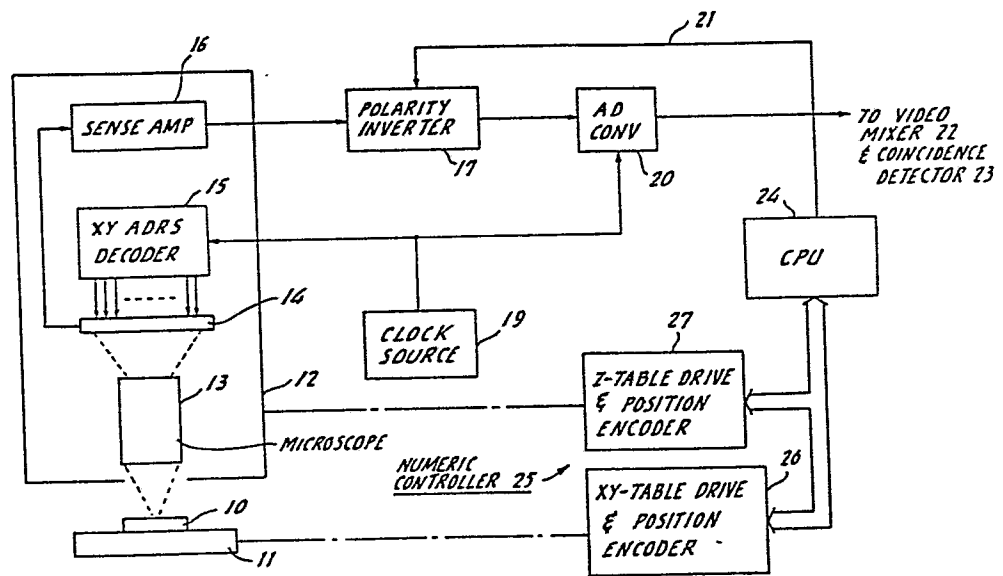 21
16
SENSE AMP
POLARITY
INVERTER
17
AD
CONV
20
TO VIDEO
MIXER 22
& COINCIDENCE
DETECTOR 23
15
XY ADRS
DECODER
24
CPU
14
CLOCK
SOURCE
19
27
13
12
Z-TABLE DRIVE
& POSITION
ENCODER
MICROSCOPE
NUMERIC
CONTROLLER 25
26
XY-TABLE DRIVE
& POSITION
ENCODER
10
11